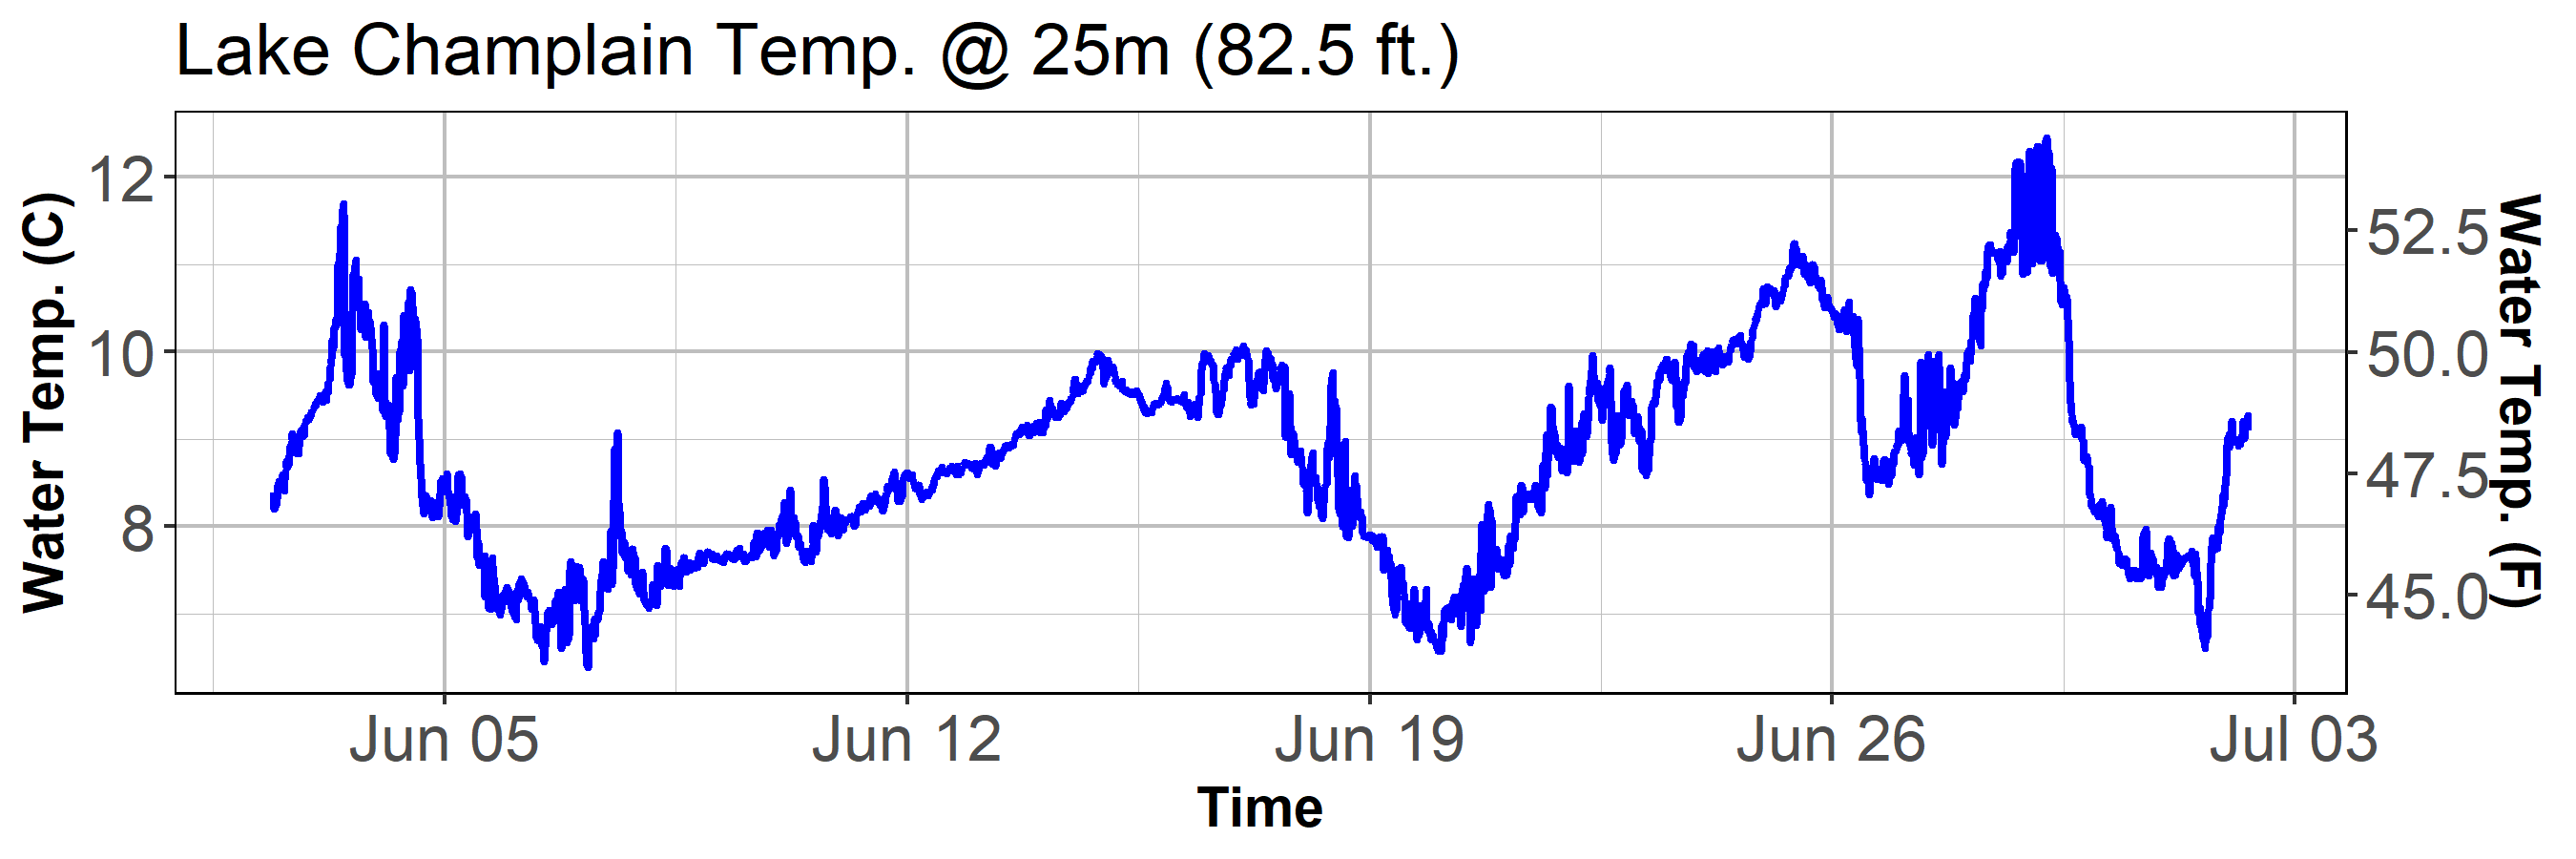 Lake Champlain Temp. @ 25m (82.5 ft.)
Water Temp. (C)
12
10
8
52.5
50.0
47.5
45.0
Water Temp. (F)
Jun 05 Jun 12 Jun 19 Jun 26 Jul 03
Time